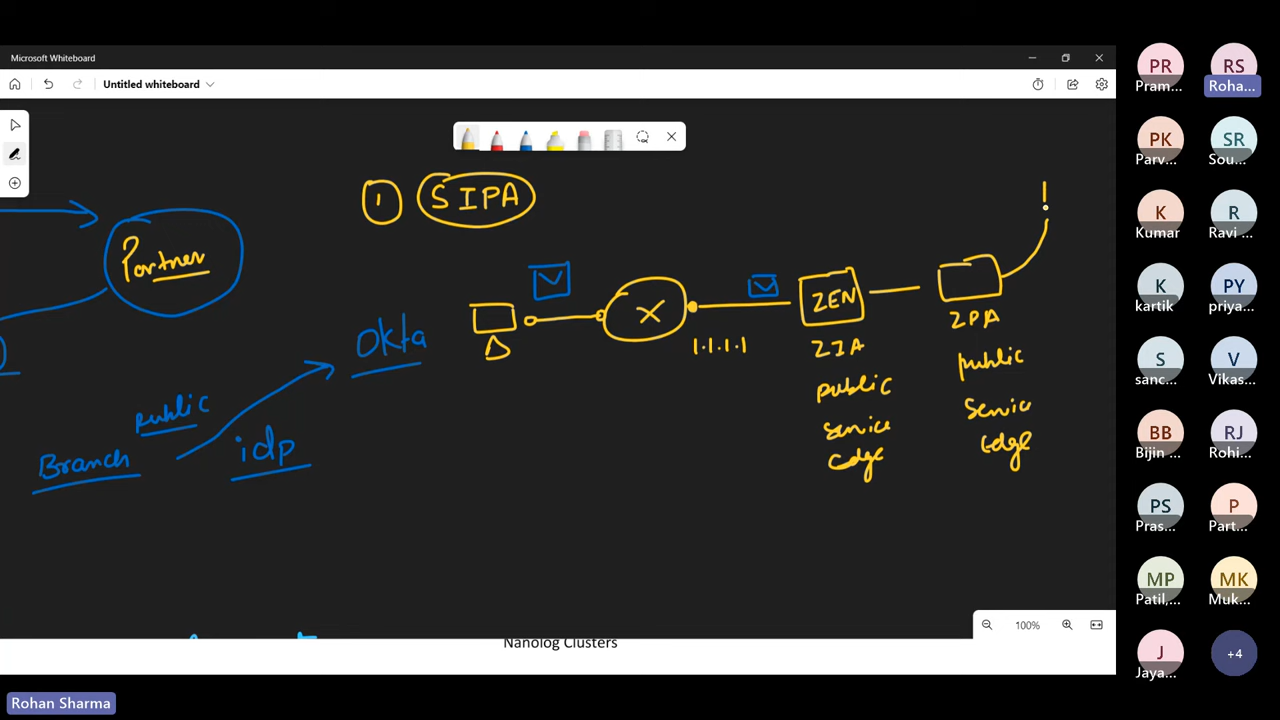 Microsoft Whiteboard
Untitled whiteboard
① SIPA
Partner
Okta
public
Branch
idp
1.1.1.1
X
ZEN
ZIA
public
service
edge
ZPA
public
service
edge
Nanolog Clusters
100%
Rohan Sharma
PR
Pram...
RS
Roha...
PK
Parv...
SR
Sou...
K
Kumar
R
Ravi ...
K
kartik
PY
priya...
S
sanc...
V
Vikas...
BB
Bijin ...
RJ
Rohi...
PS
Pras...
P
Part...
MP
Patil,...
MK
Muk...
J
Jaya...
+4